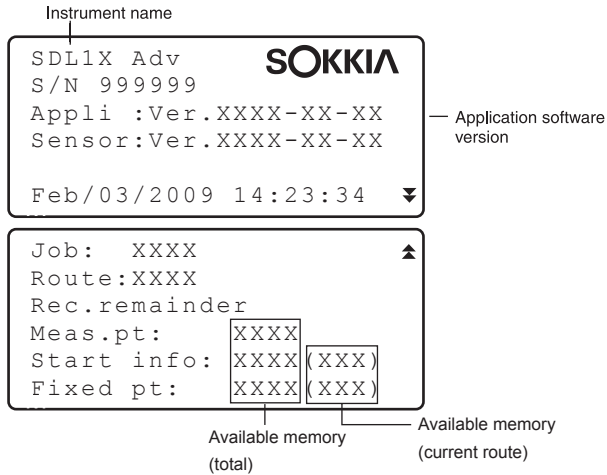 Instrument name
SDL1X Adv SOKKIA
S/N 999999
Appli :Ver.XXXX-XX-XX
Sensor:Ver.XXXX-XX-XX
Application software
version
Feb/03/2009 14:23:34
Job: XXXX
Route:XXXX
Rec.remainder
Meas.pt: XXXX
Start info: XXXX (XXX)
Fixed pt: XXXX (XXX)
Available memory
(total)
Available memory
(current route)